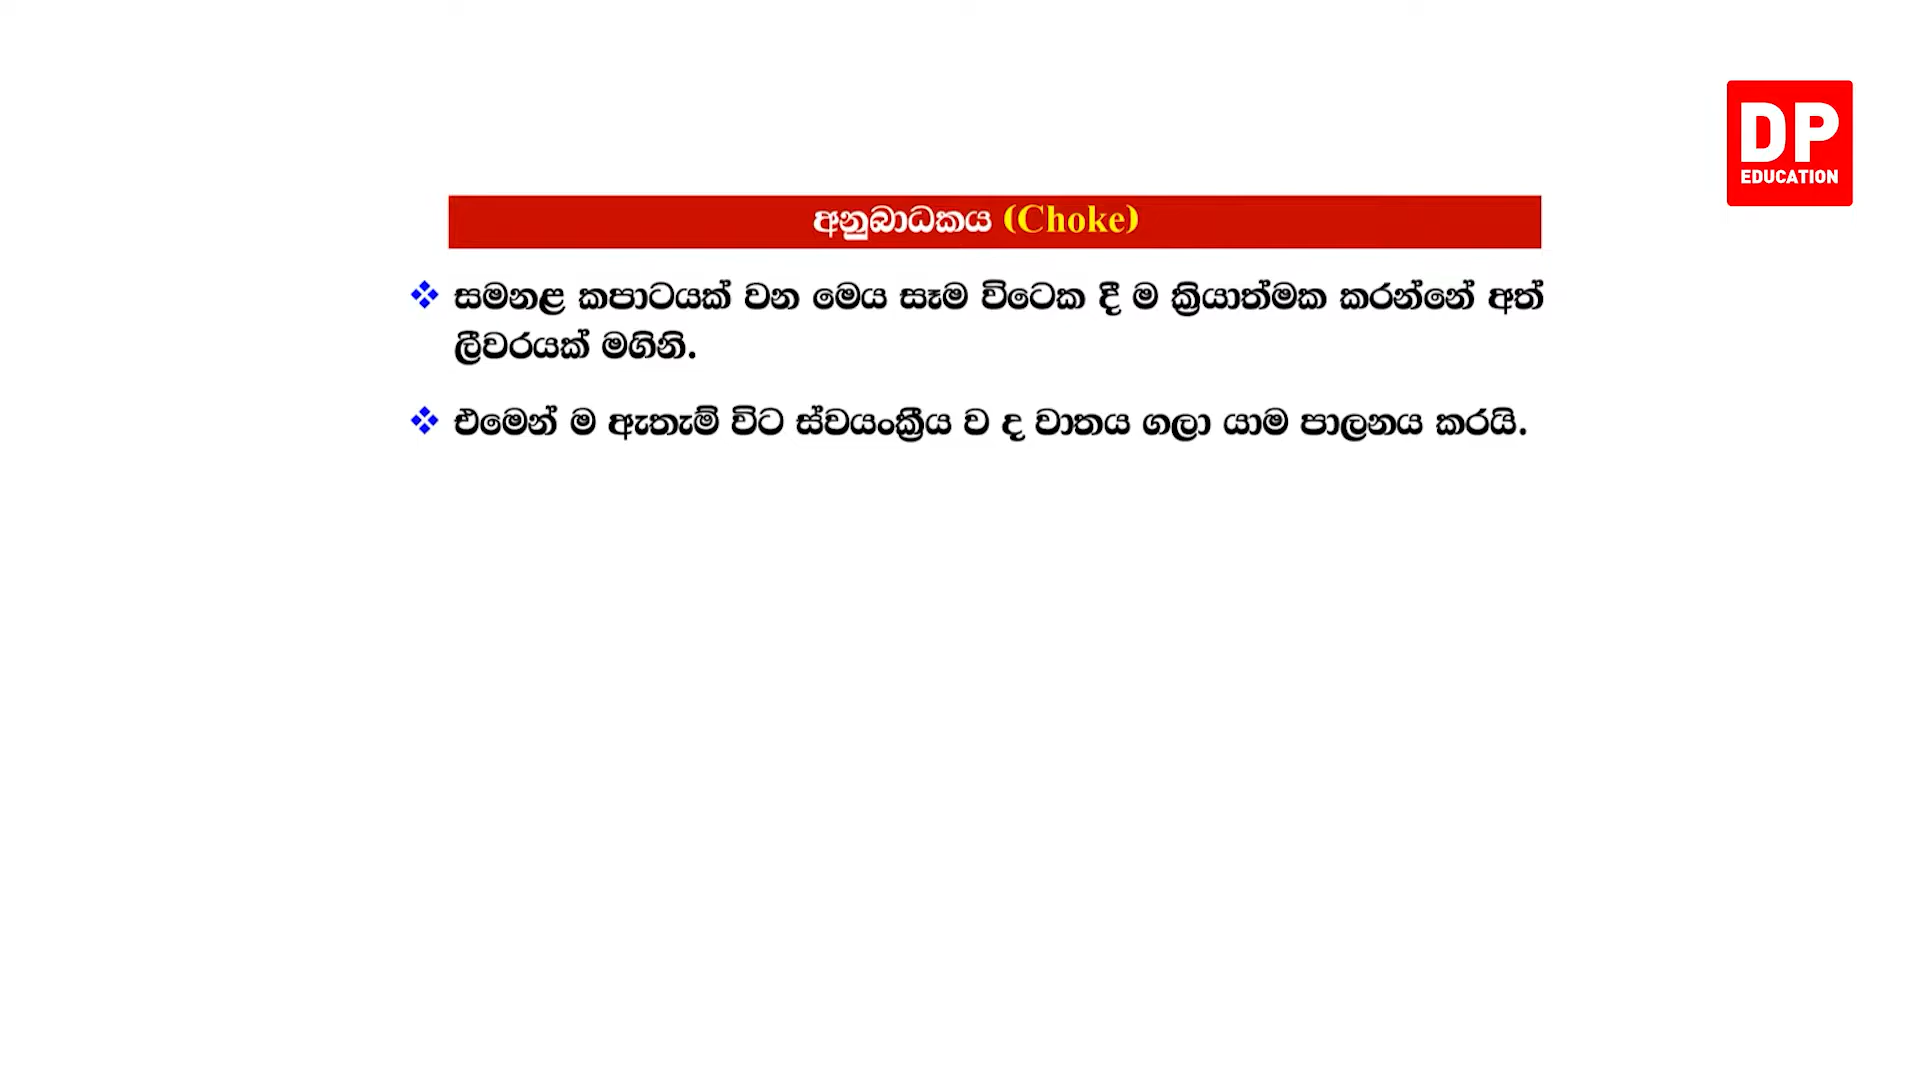 DP
EDUCATION
අනුබාධකය (Choke)
❖ සමනළ කපාටයක් වන මෙය සෑම විටෙක දී ම ක්‍රියාත්මක කරන්නේ අත්
ලීවරයක් මගිනි.
❖ එමෙන් ම ඇතැම් විට ස්වයංක්‍රීය ව ද වාතය ගලා යාම පාලනය කරයි.